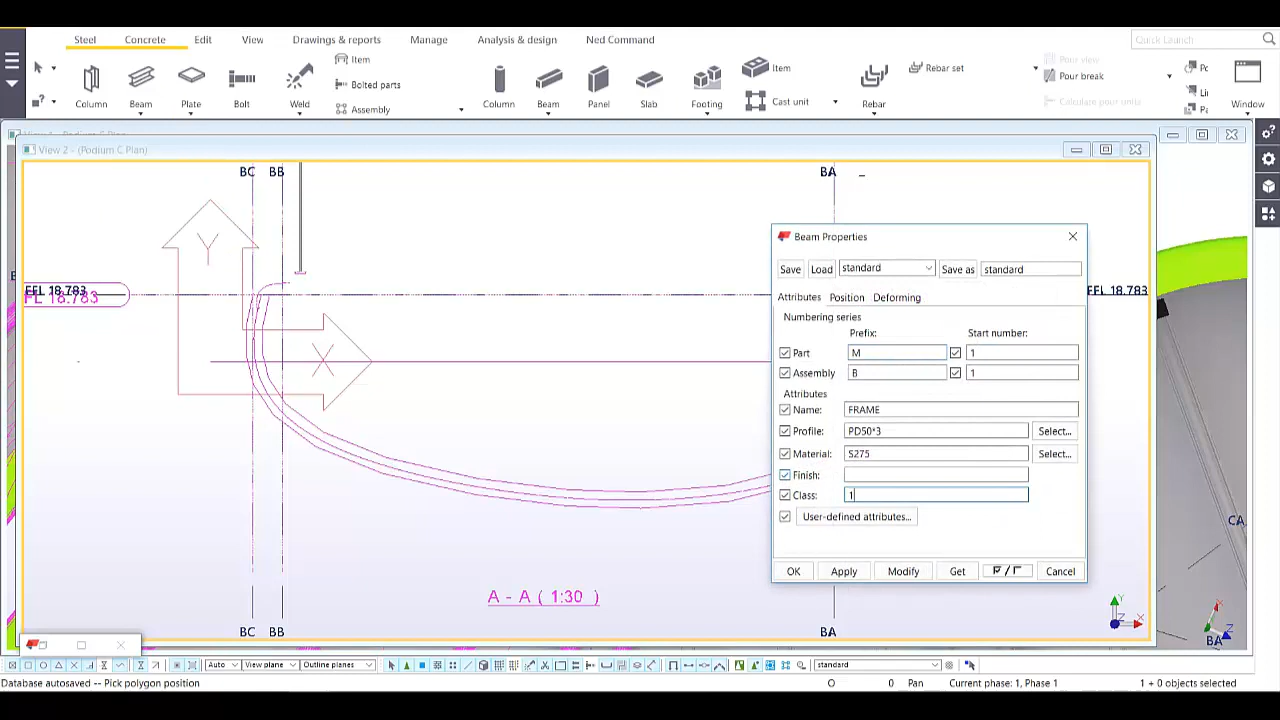 Steel Concrete Edit View Drawings & reports Manage Analysis & design Ned Command Quick Launch
Item Item Rebar set Pour view
Bolted parts Pour break
Column Beam Plate Bolt Weld Assembly Column Beam Panel Slab Footing Cast unit Rebar Calculate pour units Window
View 2 - (Podium C Plan)
BC BB BA
Beam Properties
Save Load standard Save as standard
Attributes Position Deforming
Numbering series
Prefix: Start number:
Part M 1
Assembly B 1
Attributes
Name: FRAME
Profile: PD50*3 Select...
Material: S275 Select...
Finish:
Class: 1
User-defined attributes...
OK Apply Modify Get Cancel
FFL 18.783 FFL 18.783
FL 18.783
Y
X
CA
A - A ( 1:30 )
BC BB BA
Y X Z
X Z
BA
Auto View plane Outline planes standard
Database autosaved -- Pick polygon position O 0 Pan Current phase: 1, Phase 1 1 + 0 objects selected